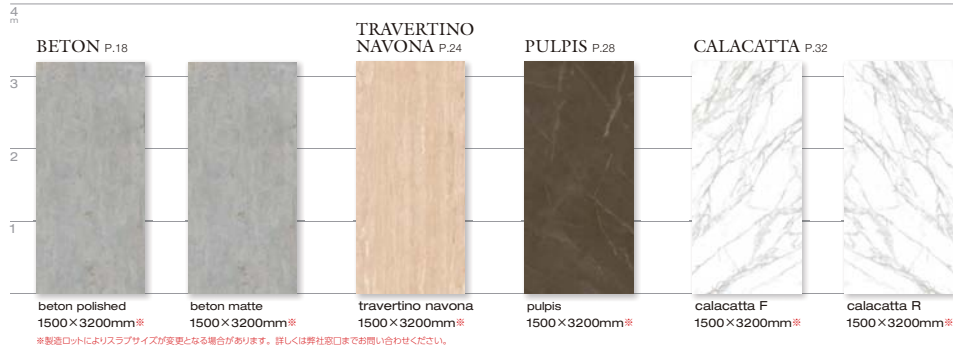 4
m
BETON P.18
TRAVERTINO
NAVONA P.24
PULPIS P.28
CALACATTA P.32
3
2
1
beton polished
1500×3200mm※
beton matte
1500×3200mm※
travertino navona
1500×3200mm※
pulpis
1500×3200mm※
calacatta F
1500×3200mm※
calacatta R
1500×3200mm※
※製造ロットによりスラブサイズが変更となる場合があります。詳しくは弊社窓口までお問い合わせください。